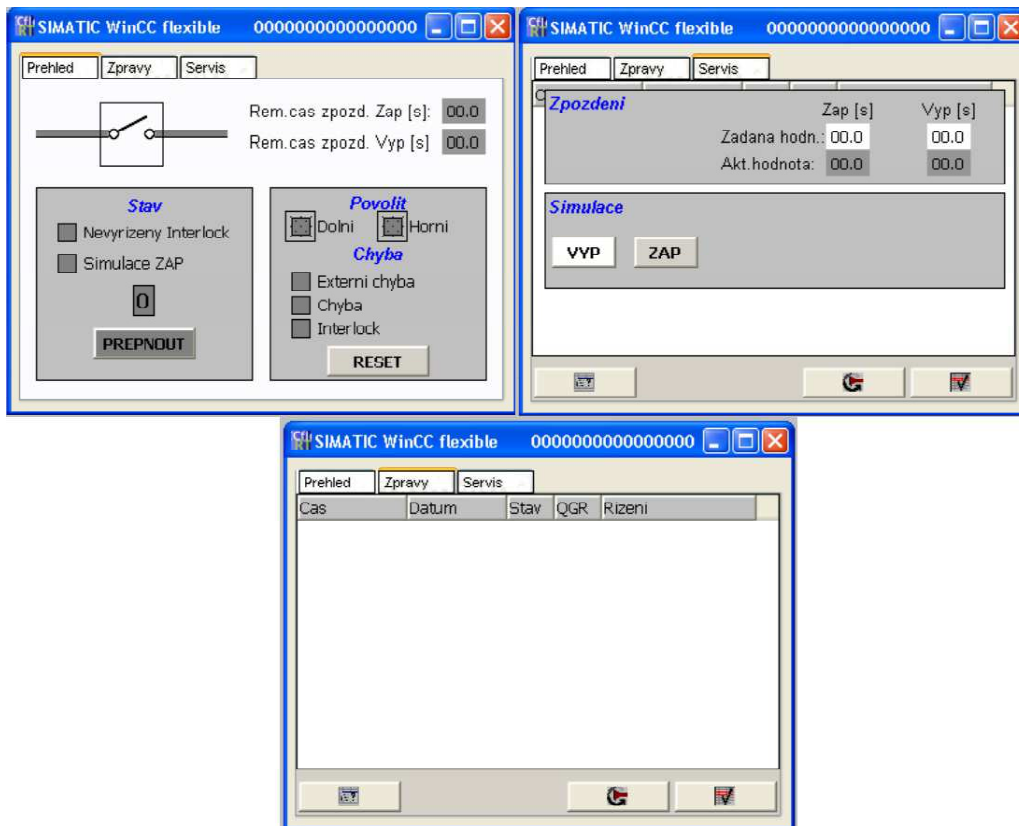 SIMATIC WinCC flexible 0000000000000000
Prehled Zpravy Servis
Rem.cas zpozd. Zap [s]: 00.0
Rem.cas zpozd. Vyp [s] 00.0
Stav
Nevyrizeny Interlock
Simulace ZAP
0
PREPNOUT
Povolit
Dolni Horni
Chyba
Externi chyba
Chyba
Interlock
RESET
SIMATIC WinCC flexible 0000000000000000
Prehled Zpravy Servis
Zpozdeni
Zap [s] Vyp [s]
Zadana hodn.: 00.0 00.0
Akt.hodnota: 00.0 00.0
Simulace
VYP ZAP
SIMATIC WinCC flexible 0000000000000000
Prehled Zpravy Servis
Cas Datum Stav QGR Rizeni